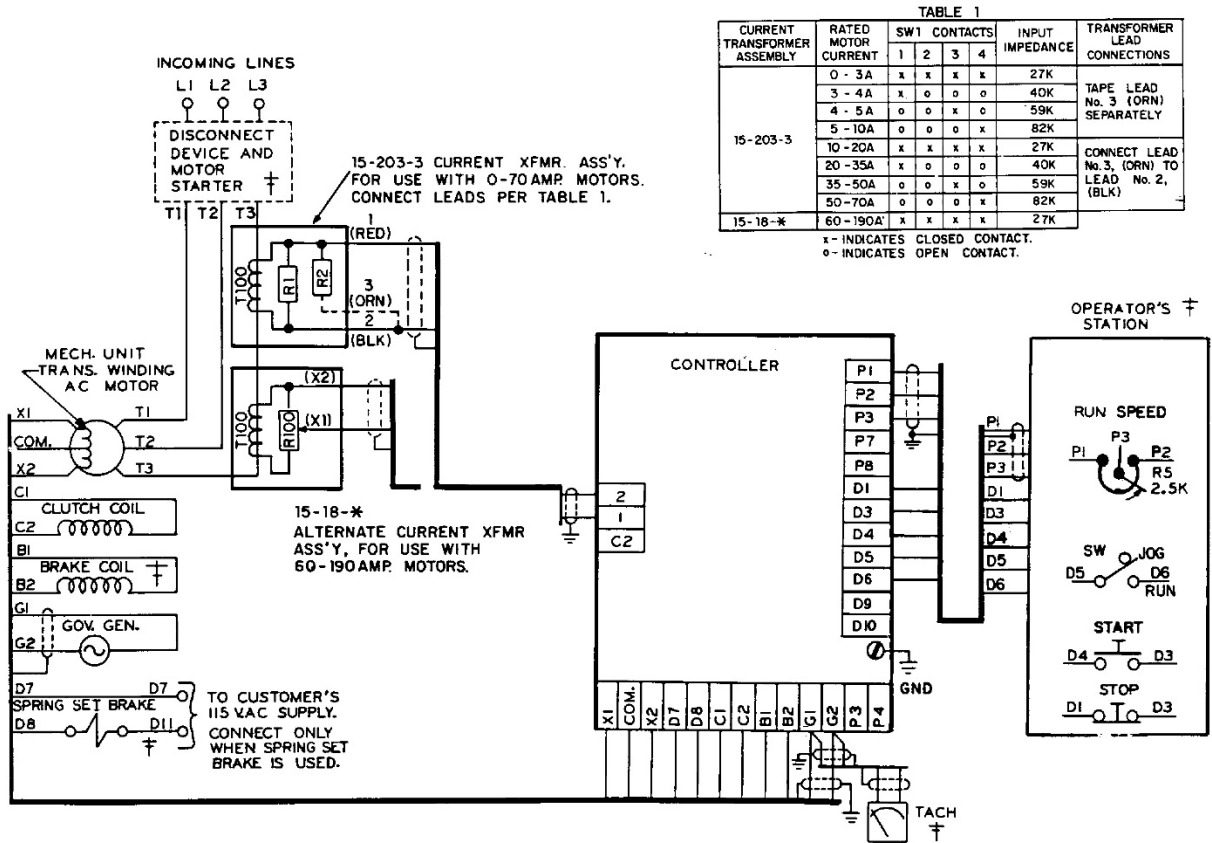 TABLE 1
CURRENT TRANSFORMER ASSEMBLY | RATED MOTOR CURRENT | SW1 CONTACTS 1 2 3 4 | INPUT IMPEDANCE | TRANSFORMER LEAD CONNECTIONS
15-203-3
0 - 3A x x x x 27K
3 - 4A x o o o 40K
4 - 5A o o x o 59K
5 - 10A o o o x 82K
TAPE LEAD
No. 3 (ORN)
SEPARATELY
10 - 20A x x x x 27K
20 - 35A x o o o 40K
35 - 50A o o x o 59K
50 - 70A o o o x 82K
CONNECT LEAD
No.3, (ORN) TO
LEAD No. 2,
(BLK)
15-18-* 60-190A x x x x 27K
x - INDICATES CLOSED CONTACT.
o - INDICATES OPEN CONTACT.
INCOMING LINES
L1 L2 L3
DISCONNECT
DEVICE AND
MOTOR
STARTER
T1 T2 T3
15-203-3 CURRENT XFMR. ASS'Y.
FOR USE WITH 0-70 AMP. MOTORS.
CONNECT LEADS PER TABLE 1.
1
(RED)
T100
R1
R2
3
(ORN)
2
(BLK)
(X2)
T100
R100
(X1)
15-18-*
ALTERNATE CURRENT XFMR
ASS'Y, FOR USE WITH
60-190 AMP. MOTORS.
MECH. UNIT
TRANS. WINDING
AC MOTOR
X1 T1
COM. T2
X2 T3
C1
CLUTCH COIL
C2
B1
BRAKE COIL
B2
G1
GOV. GEN.
G2
D7 D7
SPRING SET BRAKE
D8 D11
TO CUSTOMER'S
115 VAC SUPPLY.
CONNECT ONLY
WHEN SPRING SET
BRAKE IS USED.
CONTROLLER
2
1
C2
P1
P2
P3
P7
P8
D1
D3
D4
D5
D6
D9
D10
GND
X1 COM. X2 D7 D8 C1 C2 B1 B2 G1 G2 P3 P4
TACH
P1
P2
P3
D1
D3
D4
D5
D6
OPERATOR'S
STATION
RUN SPEED
P3
P1 P2
R5
2.5K
SW JOG
D5 D6
RUN
START
D4 D3
STOP
D1 D3